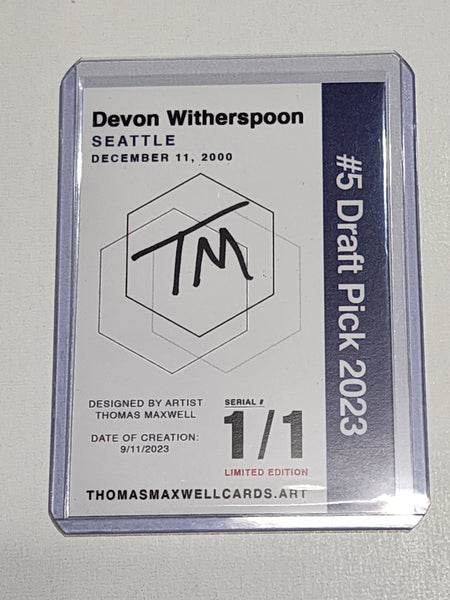 Devon Witherspoon
SEATTLE
DECEMBER 11, 2000
#5 Draft Pick 2023
TM
DESIGNED BY ARTIST
THOMAS MAXWELL
DATE OF CREATION:
9/11/2023
SERIAL #
1/1
LIMITED EDITION
THOMASMAXWELLCARDS.ART